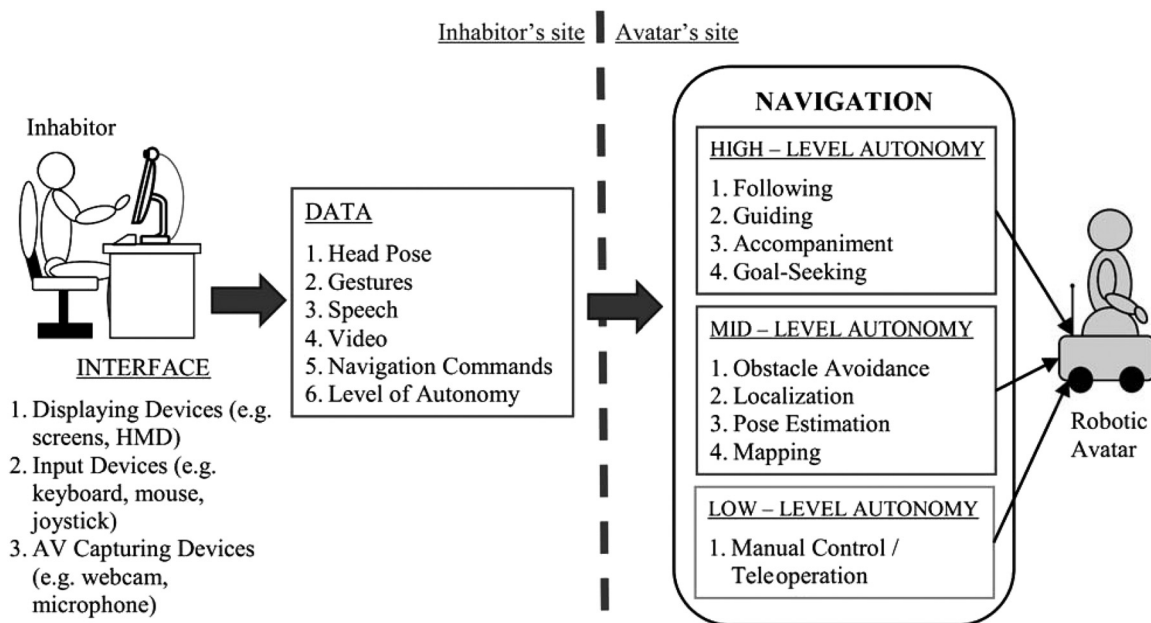 Inhabitor's site
Avatar's site
Inhabitor
INTERFACE
1. Displaying Devices (e.g.
screens, HMD)
2. Input Devices (e.g.
keyboard, mouse,
joystick)
3. AV Capturing Devices
(e.g. webcam,
microphone)
DATA
1. Head Pose
2. Gestures
3. Speech
4. Video
5. Navigation Commands
6. Level of Autonomy
NAVIGATION
HIGH – LEVEL AUTONOMY
1. Following
2. Guiding
3. Accompaniment
4. Goal-Seeking
MID – LEVEL AUTONOMY
1. Obstacle Avoidance
2. Localization
3. Pose Estimation
4. Mapping
LOW – LEVEL AUTONOMY
1. Manual Control /
Teleoperation
Robotic
Avatar